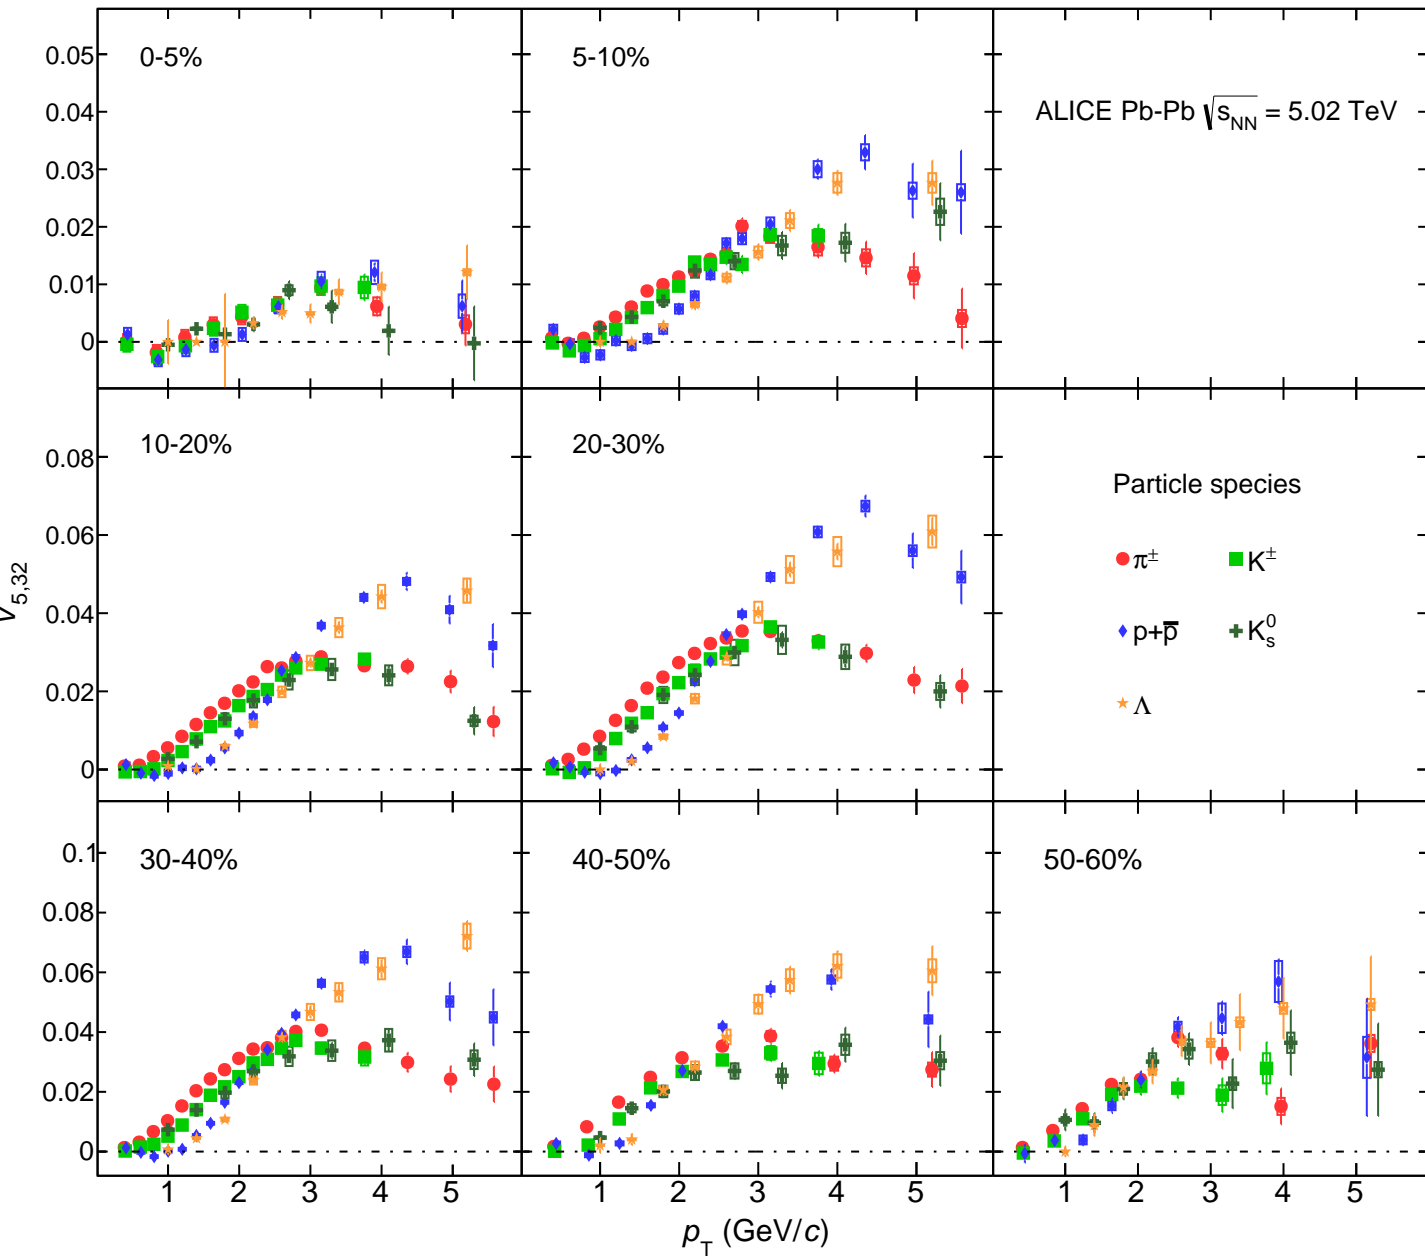 0-5%
5-10%
ALICE Pb-Pb √s_NN = 5.02 TeV
0.05
0.04
0.03
0.02
0.01
0
10-20%
20-30%
0.08
0.06
0.04
0.02
0
Particle species
π±
K±
p+p̅
K⁰ₛ
Λ
v₅,₃₂
30-40%
40-50%
50-60%
0.1
0.08
0.06
0.04
0.02
0
1 2 3 4 5 1 2 3 4 5 1 2 3 4 5
p_T (GeV/c)